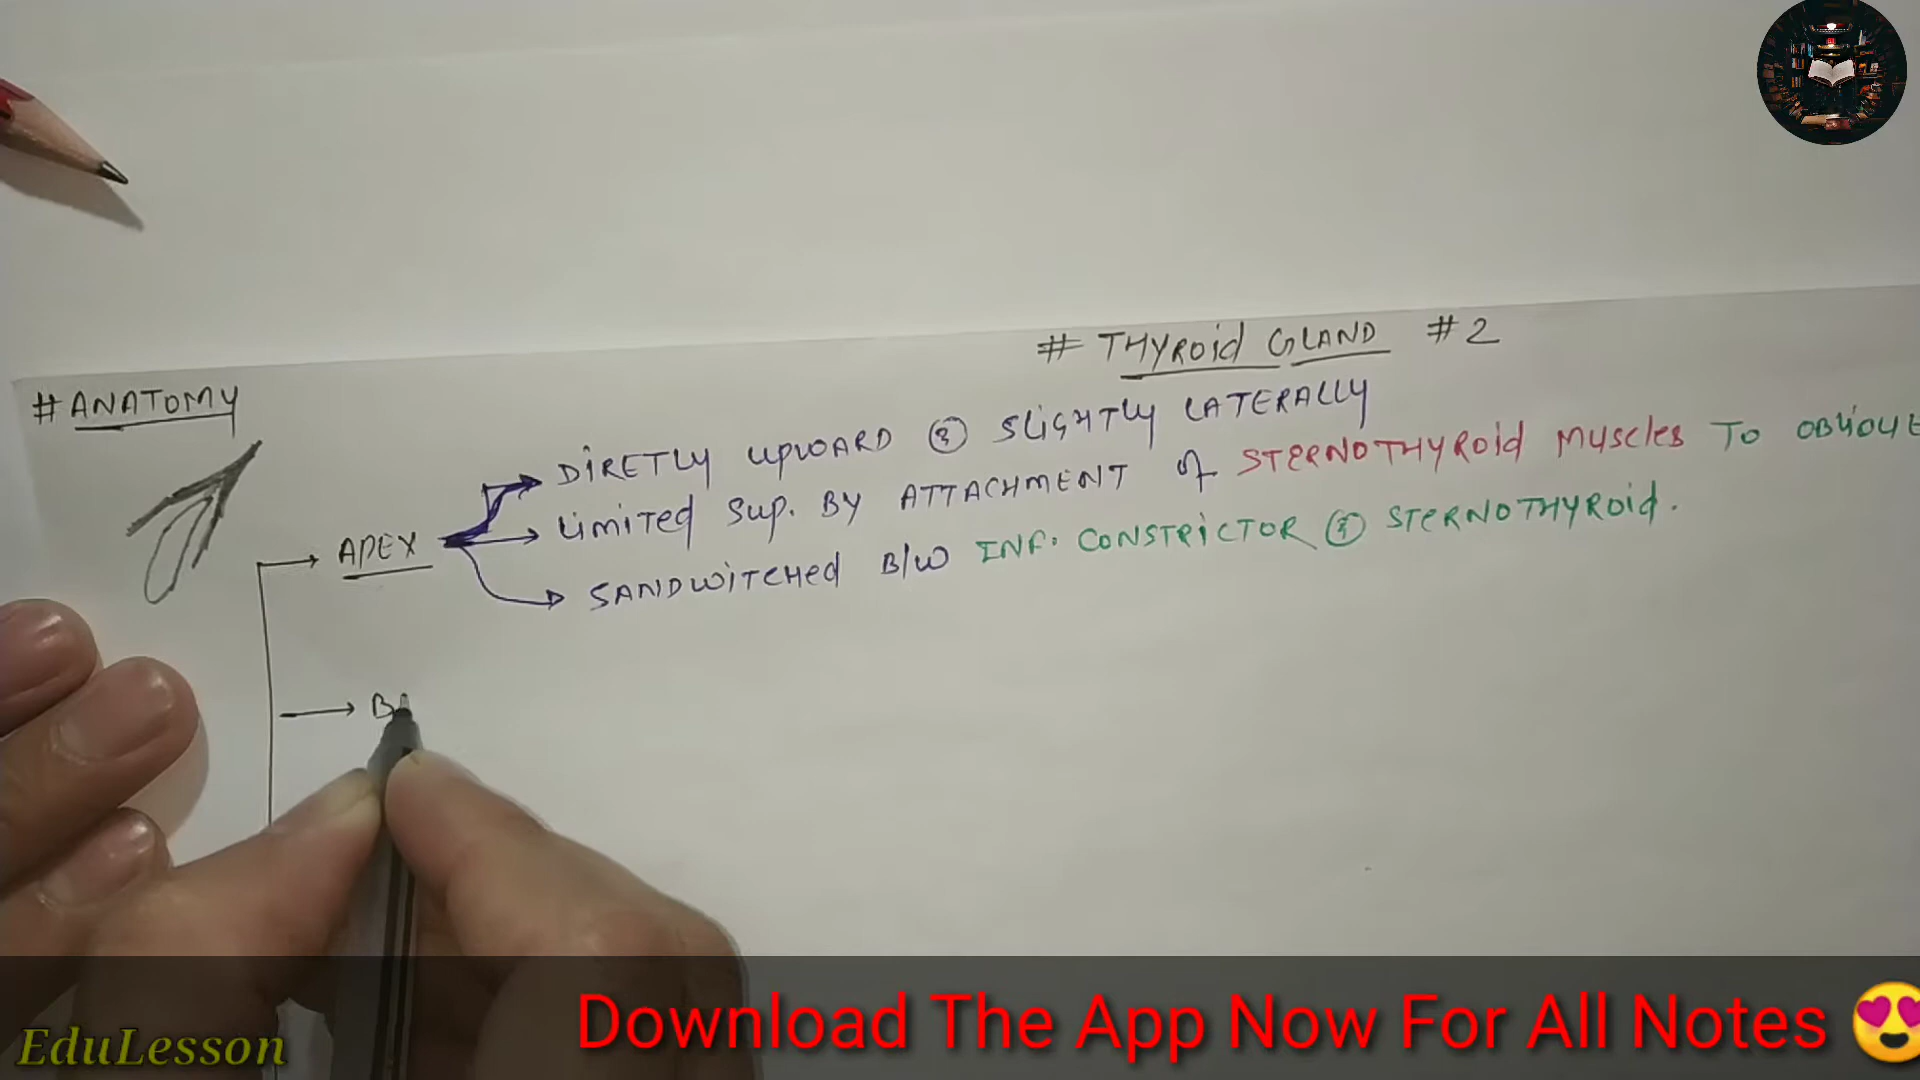 # THYROid GLAND #2
# ANATOMY
APEX
DiRETLY UPWARD & SLIGHTLY LATERALLY
LIMITED SUP. BY ATTACHMENT of STERNOTHYROid MUSCLES TO OBLIQUE
SANDWITCHED B/W INF. CONSTRICTOR & STERNOTHYROid.
BA
Download The App Now For All Notes 😍
EduLesson